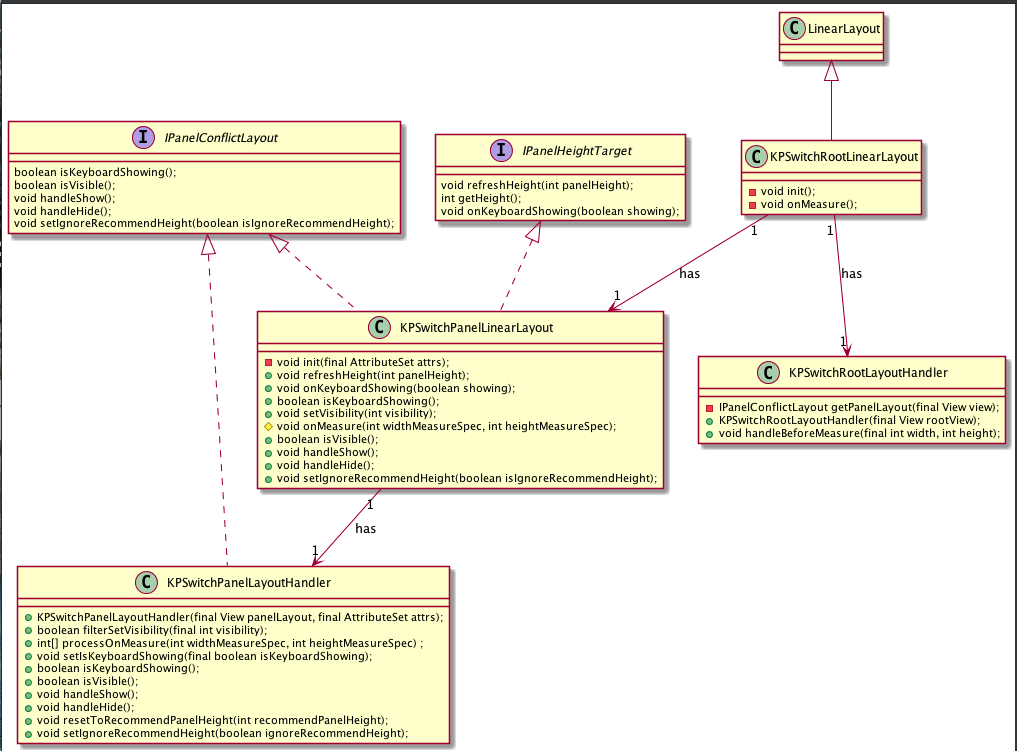 C LinearLayout
I IPanelConflictLayout
boolean isKeyboardShowing();
boolean isVisible();
void handleShow();
void handleHide();
void setIgnoreRecommendHeight(boolean isIgnoreRecommendHeight);
I IPanelHeightTarget
void refreshHeight(int panelHeight);
int getHeight();
void onKeyboardShowing(boolean showing);
C KPSwitchRootLinearLayout
void init();
void onMeasure();
1
1
has
has
1
1
C KPSwitchPanelLinearLayout
void init(final AttributeSet attrs);
void refreshHeight(int panelHeight);
void onKeyboardShowing(boolean showing);
boolean isKeyboardShowing();
void setVisibility(int visibility);
void onMeasure(int widthMeasureSpec, int heightMeasureSpec);
boolean isVisible();
void handleShow();
void handleHide();
void setIgnoreRecommendHeight(boolean isIgnoreRecommendHeight);
C KPSwitchRootLayoutHandler
IPanelConflictLayout getPanelLayout(final View view);
KPSwitchRootLayoutHandler(final View rootView);
void handleBeforeMeasure(final int width, int height);
1
has
1
C KPSwitchPanelLayoutHandler
KPSwitchPanelLayoutHandler(final View panelLayout, final AttributeSet attrs);
boolean filterSetVisibility(final int visibility);
int[] processOnMeasure(int widthMeasureSpec, int heightMeasureSpec) ;
void setIsKeyboardShowing(final boolean isKeyboardShowing);
boolean isKeyboardShowing();
boolean isVisible();
void handleShow();
void handleHide();
void resetToRecommendPanelHeight(int recommendPanelHeight);
void setIgnoreRecommendHeight(boolean ignoreRecommendHeight);